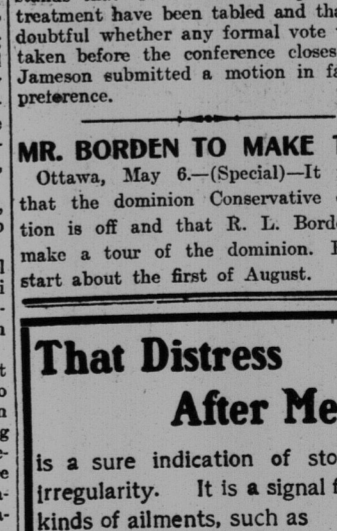 treatment have been tabled and
doubtful whether any formal vote
taken before the conference closes
Jameson submitted a motion in
preference.
MR. BORDEN TO MAKE
Ottawa, May 6.—(Special)—It
that the dominion Conservative
tion is off and that R. L. Bord
make a tour of the dominion.
start about the first of August.
That Distress
After Me
is a sure indication of sto
irregularity. It is a signal
kinds of ailments, such as